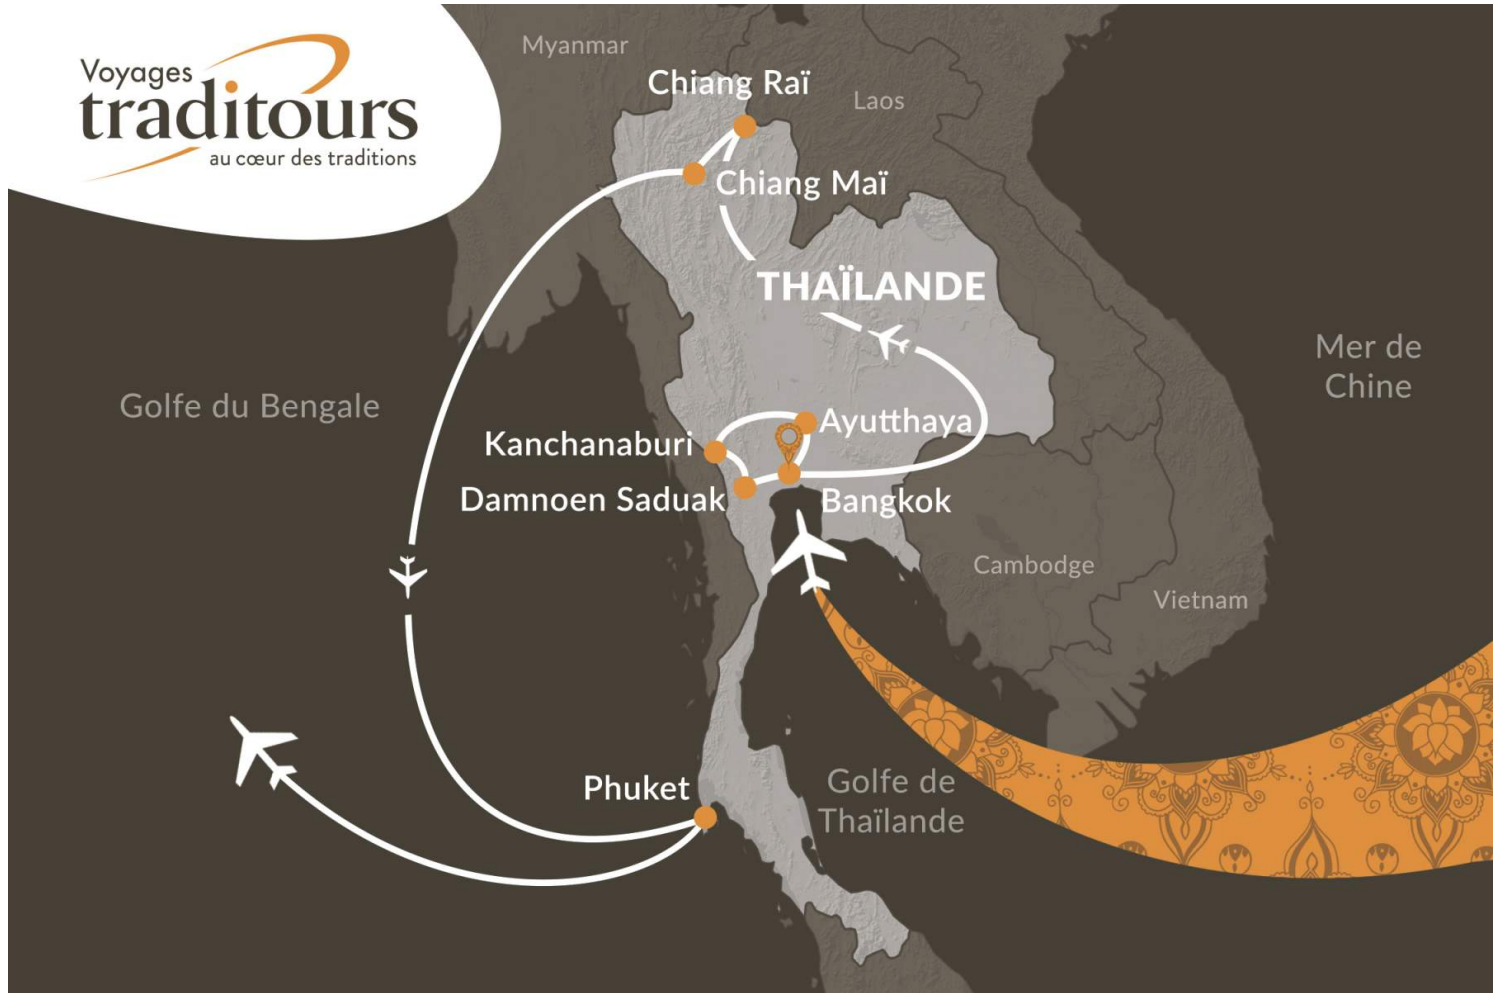 Voyages
traditours
au cœur des traditions
Myanmar
Chiang Raï
Laos
Chiang Maï
THAÏLANDE
Mer de
Chine
Golfe du Bengale
Ayutthaya
Kanchanaburi
Damnoen Saduak
Bangkok
Cambodge
Vietnam
Phuket
Golfe de
Thaïlande